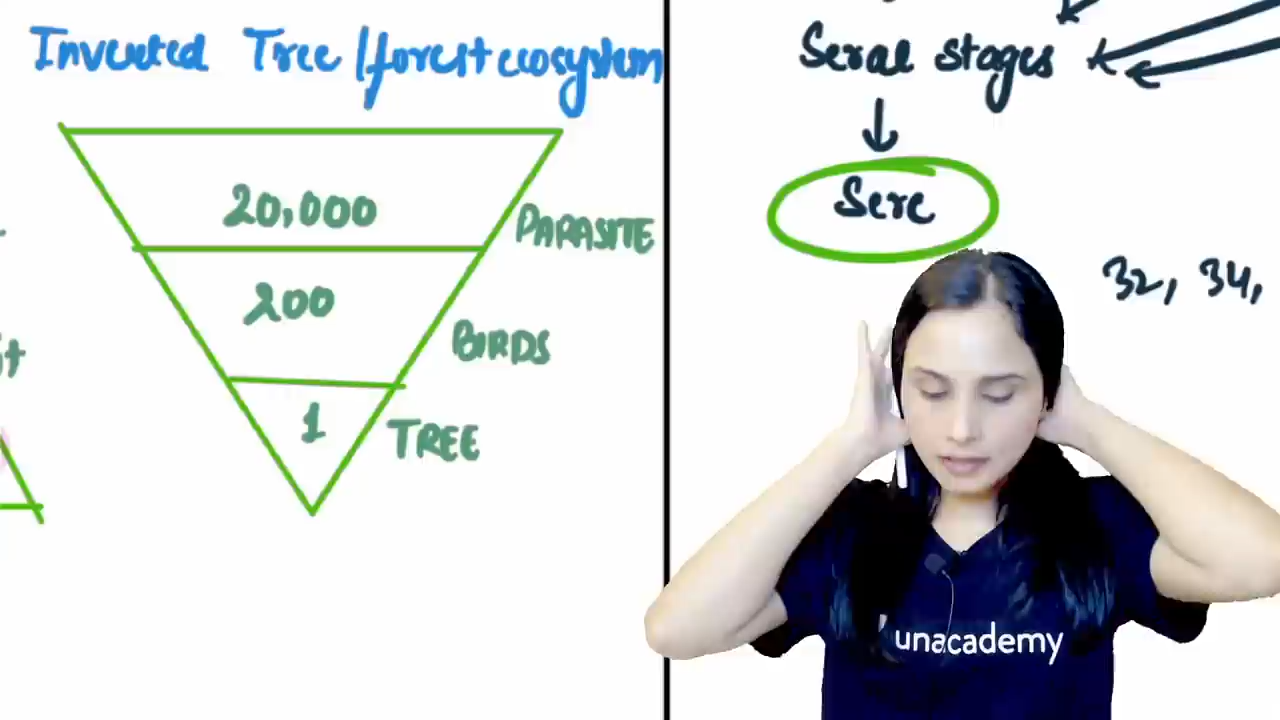 Inverted Tree/forest ecosystem
20,000
PARASITE
200
BIRDS
1
TREE
Seral stages
Sere
32, 34,
unacademy